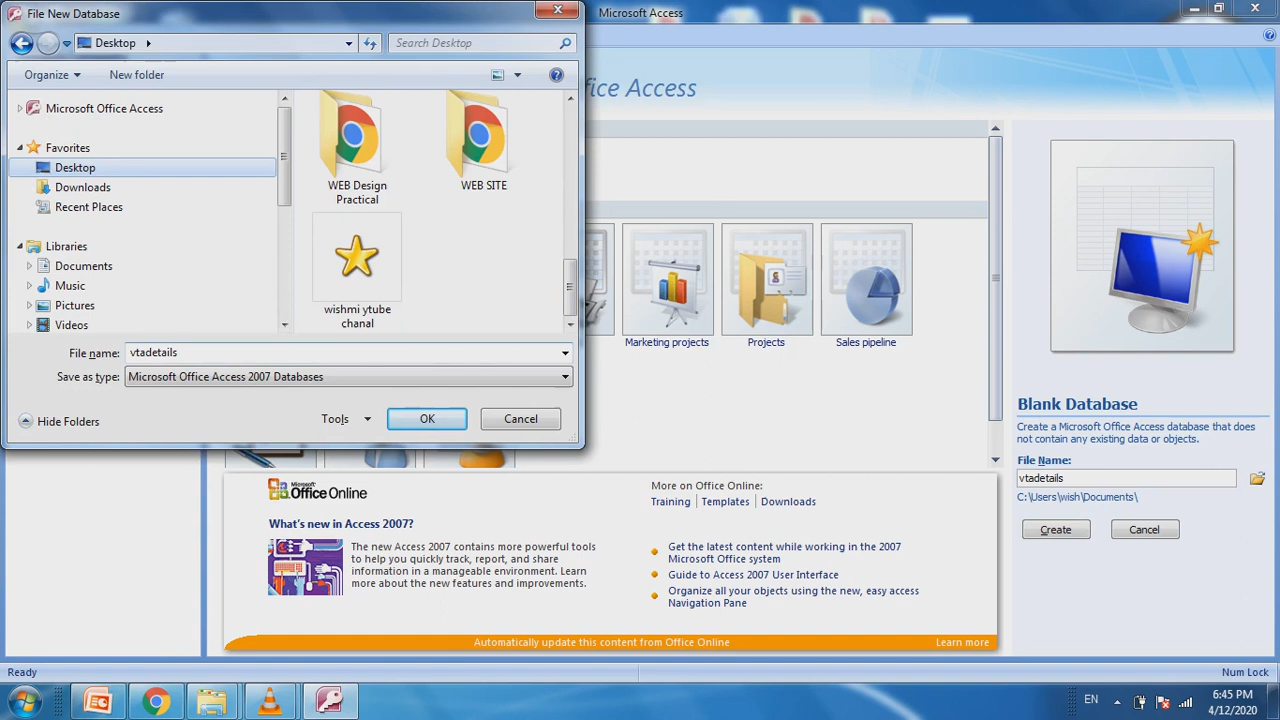 File New Database
Microsoft Access
Desktop
Search Desktop
Organize
New folder
Microsoft Office Access
Favorites
Desktop
Downloads
Recent Places
Libraries
Documents
Music
Pictures
Videos
WEB Design
Practical
WEB SITE
wishmi ytube
chanal
File name:
vtadetails
Save as type:
Microsoft Office Access 2007 Databases
Hide Folders
Tools
OK
Cancel
fice Access
Marketing projects
Projects
Sales pipeline
Blank Database
Create a Microsoft Office Access database that does
not contain any existing data or objects.
File Name:
vtadetails
C:\Users\wish\Documents\
Create
Cancel
Microsoft
Office Online
More on Office Online:
Training
Templates
Downloads
What's new in Access 2007?
The new Access 2007 contains more powerful tools
to help you quickly track, report, and share
information in a manageable environment. Learn
more about the new features and improvements.
Get the latest content while working in the 2007
Microsoft Office system
Guide to Access 2007 User Interface
Organize all your objects using the new, easy access
Navigation Pane
Automatically update this content from Office Online
Learn more
Ready
Num Lock
EN
6:45 PM
4/12/2020